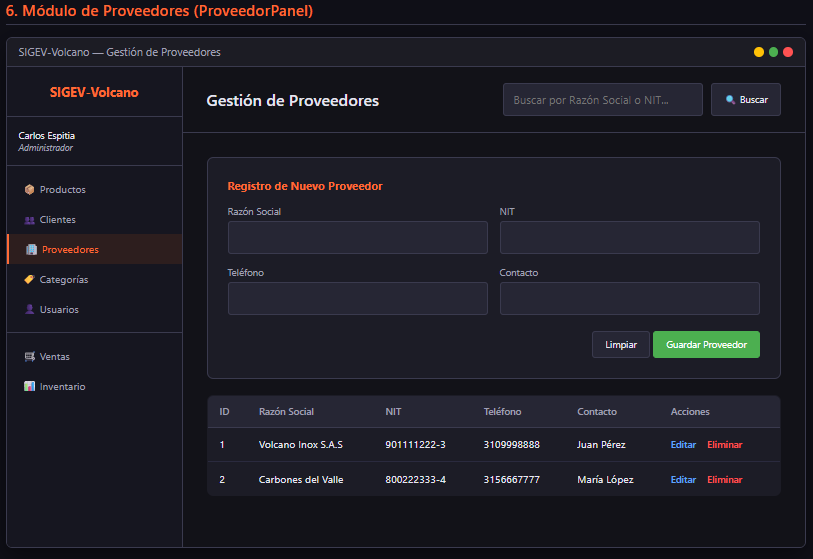 6. Módulo de Proveedores (ProveedorPanel)
SIGEV-Volcano — Gestión de Proveedores
SIGEV-Volcano
Carlos Espitia
Administrador
Productos
Clientes
Proveedores
Categorías
Usuarios
Ventas
Inventario
Gestión de Proveedores
Buscar por Razón Social o NIT...
Buscar
Registro de Nuevo Proveedor
Razón Social
NIT
Teléfono
Contacto
Limpiar
Guardar Proveedor
ID Razón Social NIT Teléfono Contacto Acciones
1 Volcano Inox S.A.S 901111222-3 3109998888 Juan Pérez Editar Eliminar
2 Carbones del Valle 800222333-4 3156667777 María López Editar Eliminar